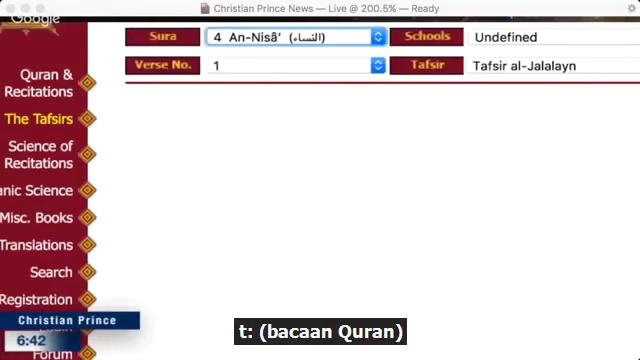 Christian Prince News — Live @ 200.5% — Ready
Google
Sura 4 An-Nisâ' (النساء) Schools Undefined
Verse No. 1 Tafsir Tafsir al-Jalalayn
Quran &
Recitations
The Tafsirs
Science of
Recitations
anic Science
Misc. Books
Translations
Search
Registration
Christian Prince
6:42
Forum
t: (bacaan Quran)